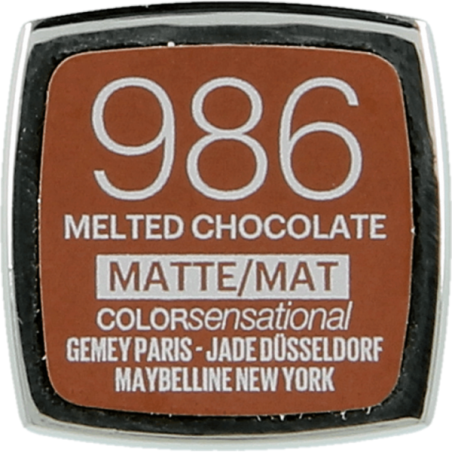 986
MELTED CHOCOLATE
MATTE/MAT
COLORsensational
GEMEY PARIS - JADE DÜSSELDORF
MAYBELLINE NEW YORK